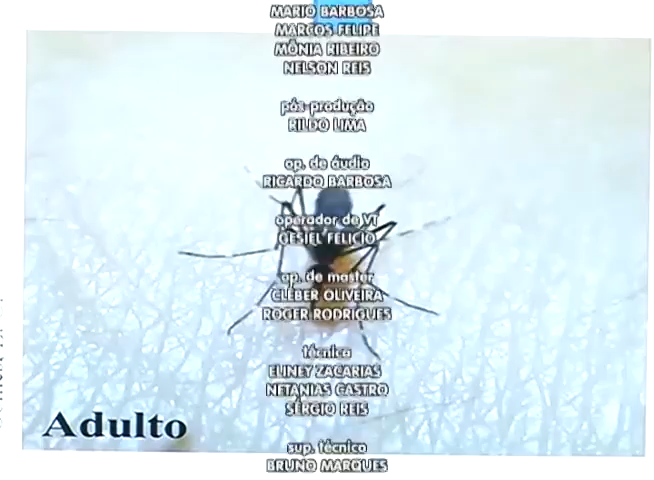 MARIO BARBOSA
MARCOS FELIPE
MÔNIA RIBEIRO
NELSON REIS
pós-produção
RILDO LIMA
op. de áudio
RICARDO BARBOSA
operador de VT
GESIEL FELICIO
op. de master
CLÉBER OLIVEIRA
ROGER RODRIGUES
técnico
ELINEY ZACARIAS
NETANIAS CASTRO
SÉRGIO REIS
Adulto
sup. técnico
BRUNO MARQUES